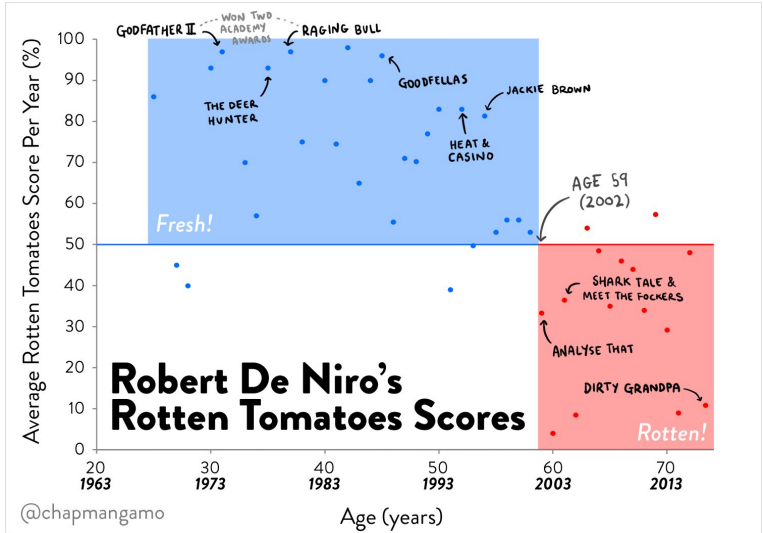 WON TWO
ACADEMY
AWARDS
GODFATHER II
RAGING BULL
100
90
80
70
60
50
40
30
20
10
0
Average Rotten Tomatoes Score Per Year (%)
GOODFELLAS
THE DEER
HUNTER
JACKIE BROWN
HEAT &
CASINO
AGE 59
(2002)
Fresh!
SHARK TALE &
MEET THE FOCKERS
ANALYSE THAT
DIRTY GRANDPA
Rotten!
Robert De Niro's
Rotten Tomatoes Scores
20 30 40 50 60 70
1963 1973 1983 1993 2003 2013
Age (years)
@chapmangamo